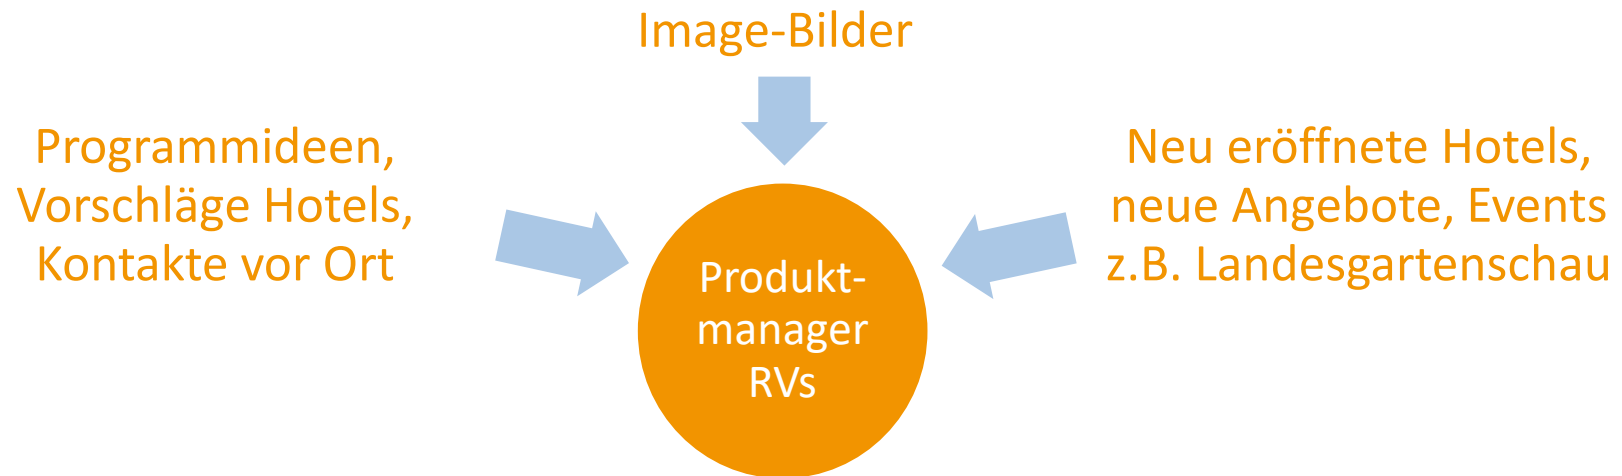 Image-Bilder
Programmideen,
Vorschläge Hotels,
Kontakte vor Ort
Neu eröffnete Hotels,
neue Angebote, Events
z.B. Landesgartenschau
Produkt-
manager
RVs